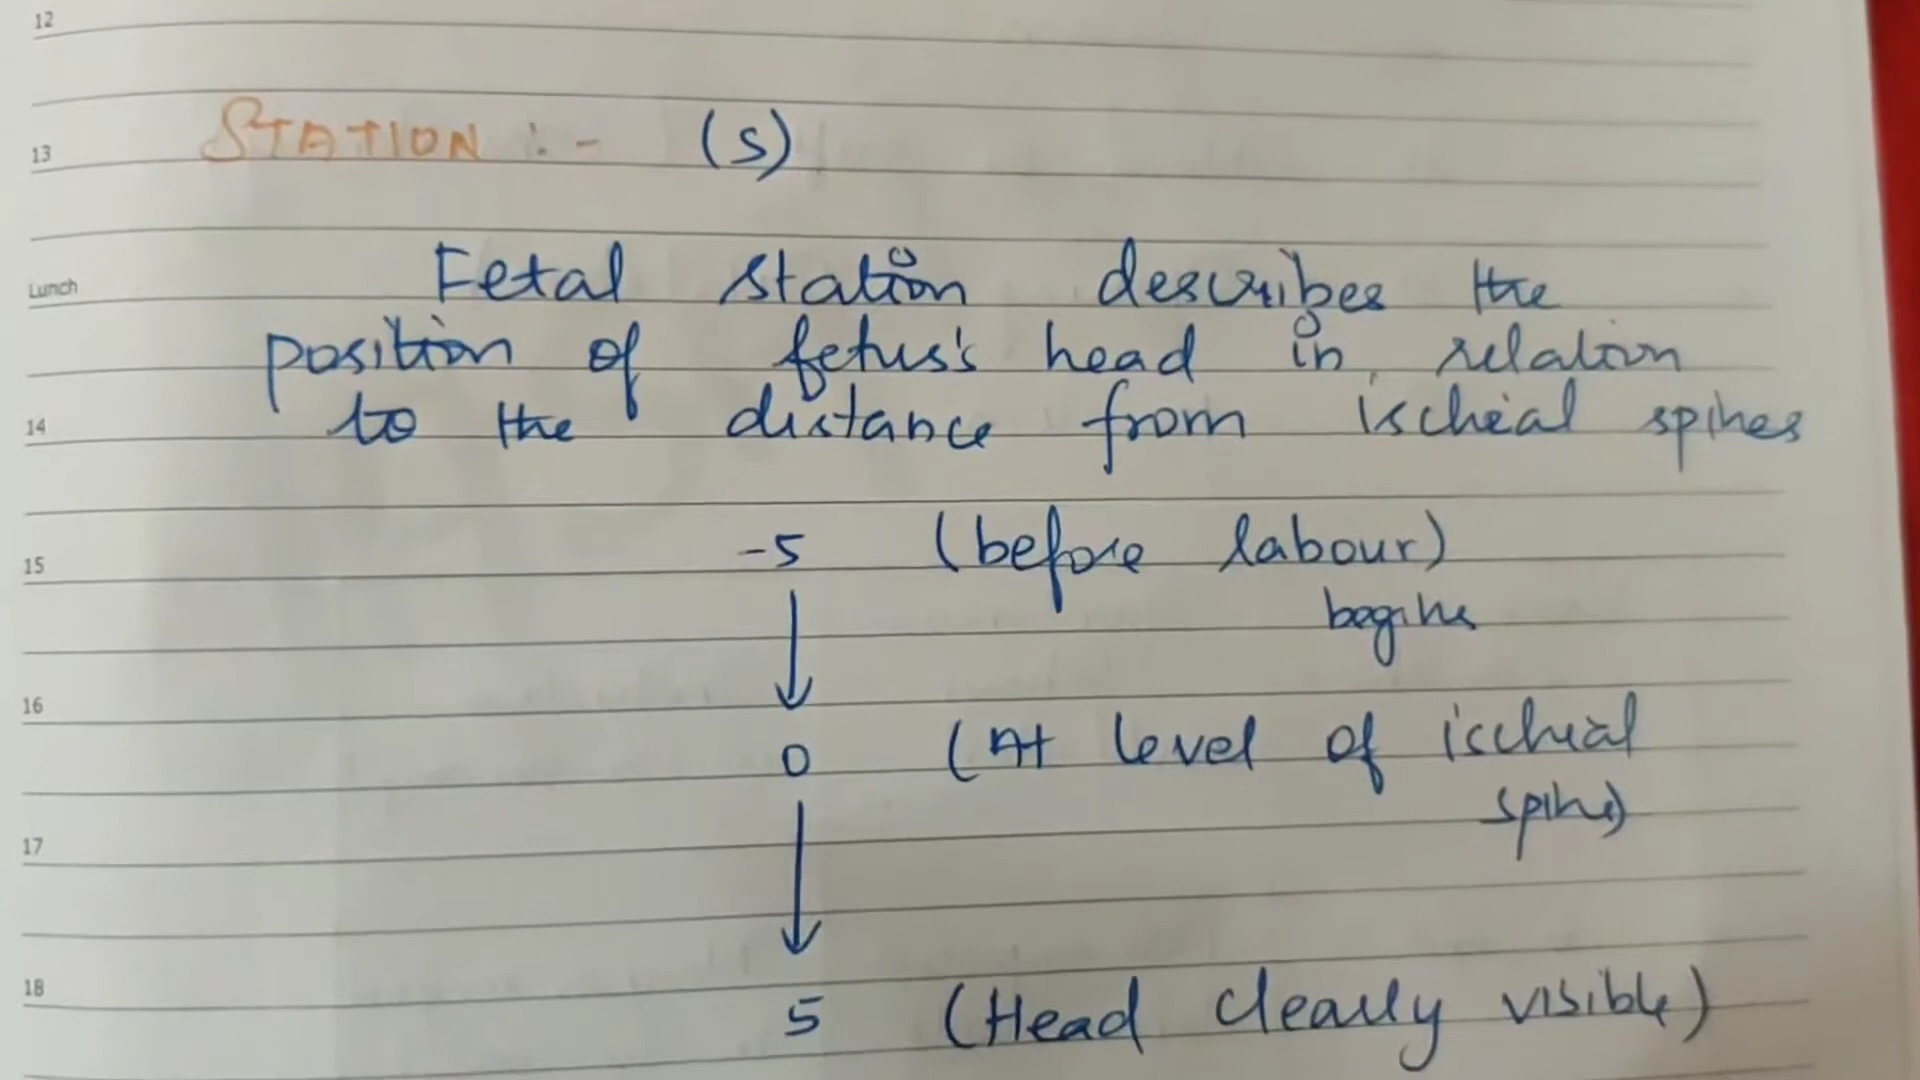 12
13 STATION :- (S)
Lunch Fetal station describes the
position of fetus's head in relation
14 to the distance from ischeal spines
15 -5 (before labour)
begins
16
0 (At level of ischial
spine)
17
18
5 (Head clearly visible)